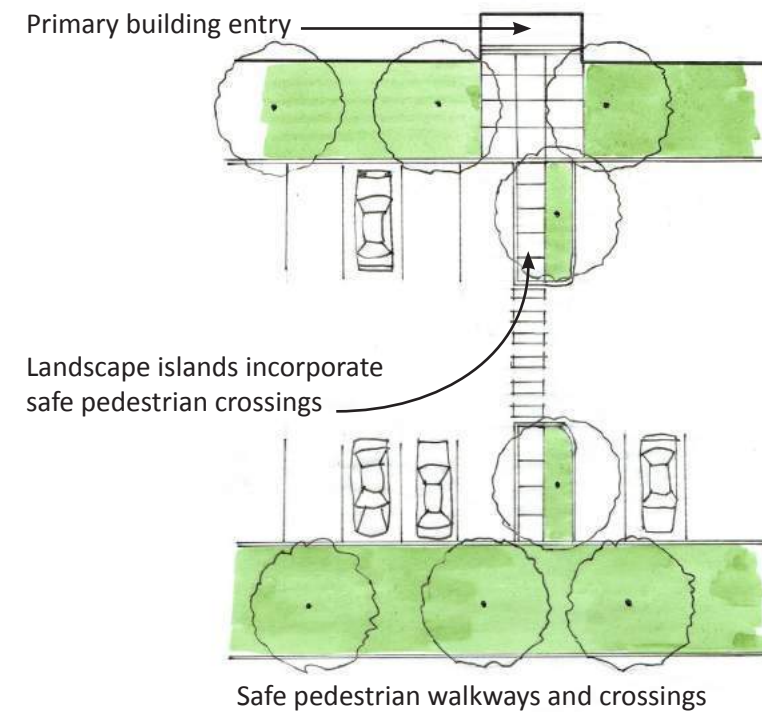 Primary building entry
Landscape islands incorporate
safe pedestrian crossings
Safe pedestrian walkways and crossings